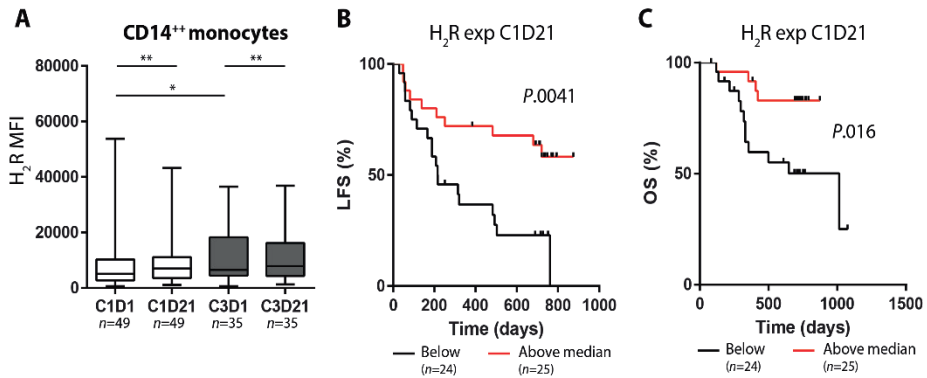 A
CD14⁺⁺ monocytes
80000
60000
40000
20000
0
H₂R MFI
**
**
*
C1D1 C1D21 C3D1 C3D21
n=49 n=49 n=35 n=35
B
H₂R exp C1D21
100
50
0
LFS (%)
P.0041
0 200 400 600 800 1000
Time (days)
Below Above median
(n=24) (n=25)
C
H₂R exp C1D21
100
50
0
OS (%)
P.016
0 500 1000 1500
Time (days)
Below Above median
(n=24) (n=25)